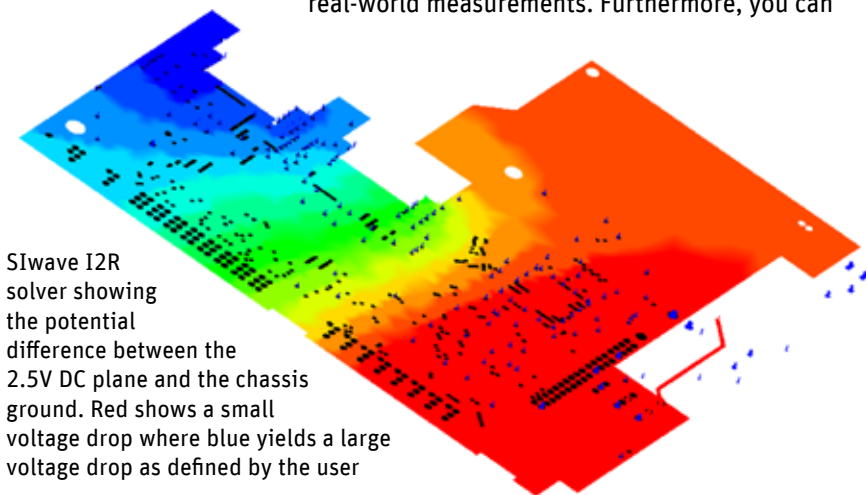 real-world measurements. Furthermore, you can
SIwave I2R
solver showing
the potential
difference between the
2.5V DC plane and the chassis
ground. Red shows a small
voltage drop where blue yields a large
voltage drop as defined by the user